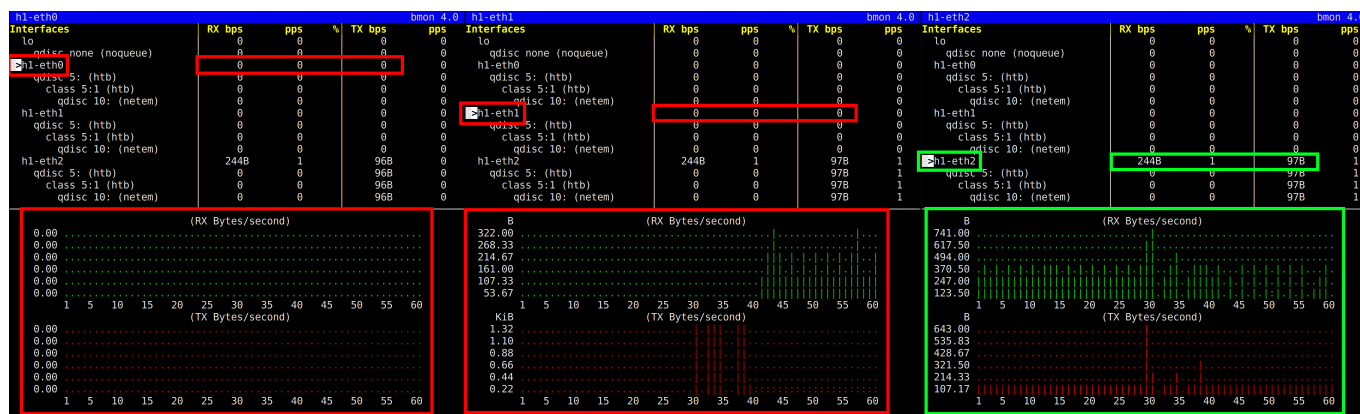 h1-eth0 bmon 4.0
Interfaces RX bps pps % TX bps pps
lo 0 0 0 0
qdisc none (noqueue) 0 0 0 0
>h1-eth0 0 0 0 0
qdisc 5: (htb) 0 0 0 0
class 5:1 (htb) 0 0 0 0
qdisc 10: (netem) 0 0 0 0
h1-eth1 0 0 0 0
qdisc 5: (htb) 0 0 0 0
class 5:1 (htb) 0 0 0 0
qdisc 10: (netem) 0 0 0 0
h1-eth2 244B 1 96B 0
qdisc 5: (htb) 0 0 96B 0
class 5:1 (htb) 0 0 96B 0
qdisc 10: (netem) 0 0 96B 0
(RX Bytes/second)
0.00
0.00
0.00
0.00
0.00
0.00
1 5 10 15 20 25 30 35 40 45 50 55 60
(TX Bytes/second)
0.00
0.00
0.00
0.00
0.00
0.00
1 5 10 15 20 25 30 35 40 45 50 55 60
h1-eth1 bmon 4.0
Interfaces RX bps pps % TX bps pps
lo 0 0 0 0
qdisc none (noqueue) 0 0 0 0
h1-eth0 0 0 0 0
qdisc 5: (htb) 0 0 0 0
class 5:1 (htb) 0 0 0 0
qdisc 10: (netem) 0 0 0 0
>h1-eth1 0 0 0 0
qdisc 5: (htb) 0 0 0 0
class 5:1 (htb) 0 0 0 0
qdisc 10: (netem) 0 0 0 0
h1-eth2 244B 1 97B 1
qdisc 5: (htb) 0 0 97B 1
class 5:1 (htb) 0 0 97B 1
qdisc 10: (netem) 0 0 97B 1
B (RX Bytes/second)
322.00
268.33
214.67
161.00
107.33
53.67
1 5 10 15 20 25 30 35 40 45 50 55 60
KiB (TX Bytes/second)
1.32
1.10
0.88
0.66
0.44
0.22
1 5 10 15 20 25 30 35 40 45 50 55 60
h1-eth2 bmon 4.0
Interfaces RX bps pps % TX bps pps
lo 0 0 0 0
qdisc none (noqueue) 0 0 0 0
h1-eth0 0 0 0 0
qdisc 5: (htb) 0 0 0 0
class 5:1 (htb) 0 0 0 0
qdisc 10: (netem) 0 0 0 0
h1-eth1 0 0 0 0
qdisc 5: (htb) 0 0 0 0
class 5:1 (htb) 0 0 0 0
qdisc 10: (netem) 0 0 0 0
>h1-eth2 244B 1 97B 1
qdisc 5: (htb) 0 0 97B 1
class 5:1 (htb) 0 0 97B 1
qdisc 10: (netem) 0 0 97B 1
B (RX Bytes/second)
741.00
617.50
494.00
370.50
247.00
123.50
1 5 10 15 20 25 30 35 40 45 50 55 60
B (TX Bytes/second)
643.00
535.83
428.67
321.50
214.33
107.17
1 5 10 15 20 25 30 35 40 45 50 55 60